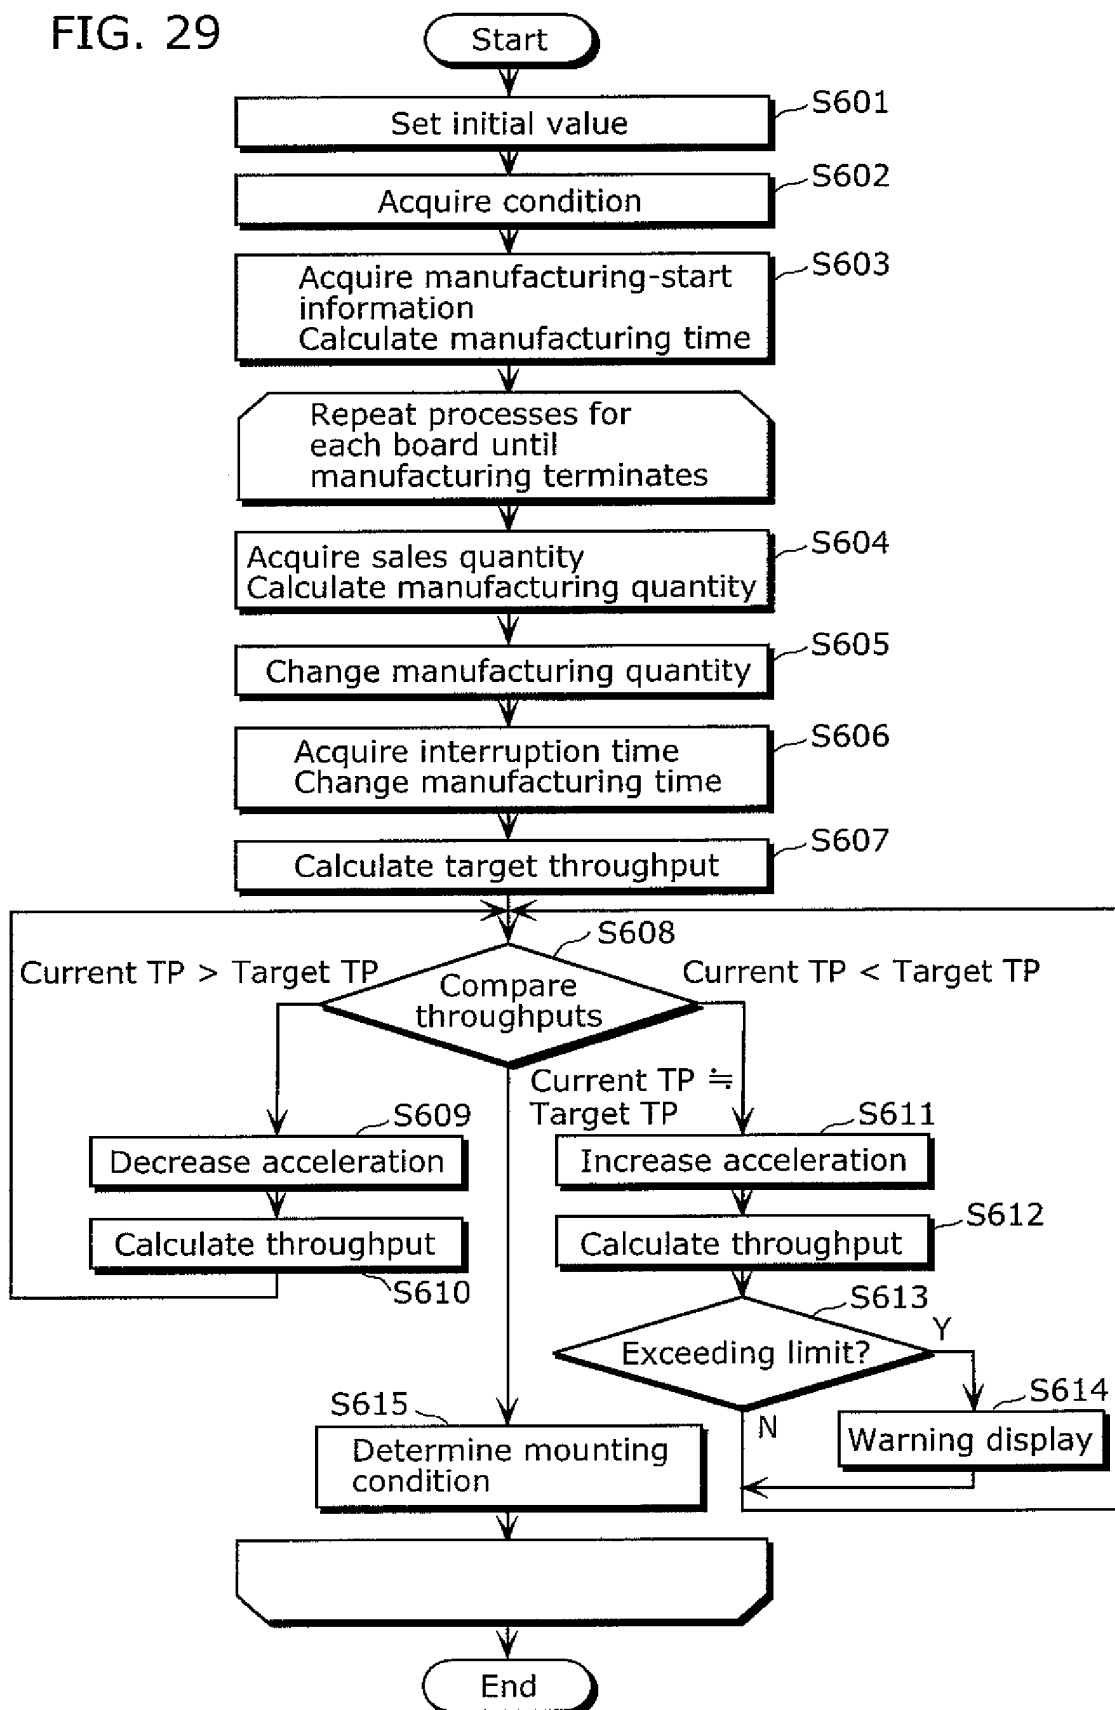 FIG. 29
Start
S601
Set initial value
S602
Acquire condition
S603
Acquire manufacturing-start
information
Calculate manufacturing time
Repeat processes for
each board until
manufacturing terminates
S604
Acquire sales quantity
Calculate manufacturing quantity
S605
Change manufacturing quantity
S606
Acquire interruption time
Change manufacturing time
S607
Calculate target throughput
S608
Current TP > Target TP
Current TP < Target TP
Compare
throughputs
Current TP ≒
Target TP
S609
Decrease acceleration
Calculate throughput
S610
S611
Increase acceleration
S612
Calculate throughput
S613
Exceeding limit?
Y
N
S614
Warning display
S615
Determine mounting
condition
End